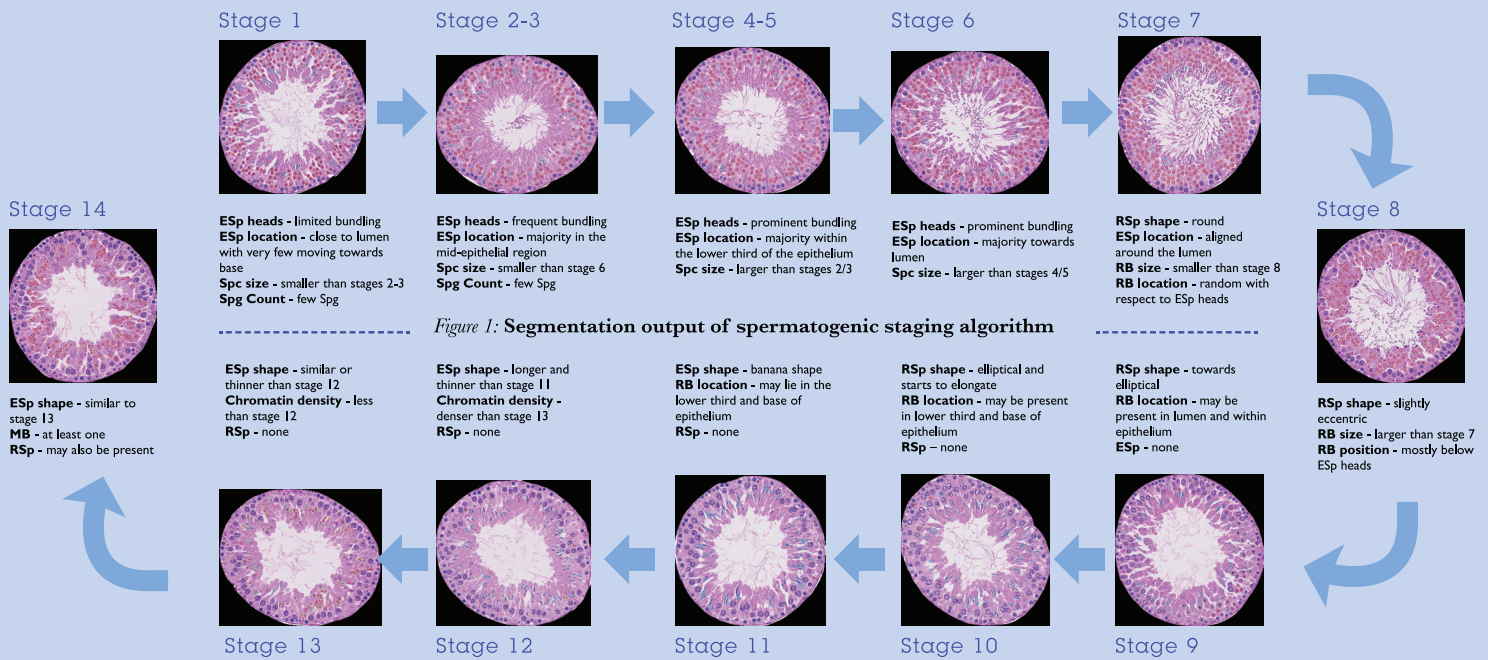 Stage 1
ESp heads - limited bundling
ESp location - close to lumen
with very few moving towards
base
Spc size - smaller than stages 2-3
Spg Count - few Spg
Stage 2-3
ESp heads - frequent bundling
ESp location - majority in the
mid-epithelial region
Spc size - smaller than stage 6
Spg Count - few Spg
Stage 4-5
ESp heads - prominent bundling
ESp location - majority within
the lower third of the epithelium
Spc size - larger than stages 2/3
Stage 6
ESp heads - prominent bundling
ESp location - majority towards
lumen
Spc size - larger than stages 4/5
Stage 7
RSp shape - round
ESp location - aligned
around the lumen
RB size - smaller than stage 8
RB location - random with
respect to ESp heads
Stage 8
RSp shape - slightly
eccentric
RB size - larger than stage 7
RB position - mostly below
ESp heads
Figure 1: Segmentation output of spermatogenic staging algorithm
RSp shape - towards
elliptical
RB location - may be
present in lumen and within
epithelium
ESp - none
Stage 9
RSp shape - elliptical and
starts to elongate
RB location - may be present
in lower third and base of
epithelium
RSp – none
Stage 10
ESp shape - banana shape
RB location - may lie in the
lower third and base of
epithelium
RSp - none
Stage 11
ESp shape - longer and
thinner than stage 11
Chromatin density -
denser than stage 13
RSp - none
Stage 12
ESp shape - similar or
thinner than stage 12
Chromatin density - less
than stage 12
RSp - none
Stage 13
Stage 14
ESp shape - similar to
stage 13
MB - at least one
RSp - may also be present